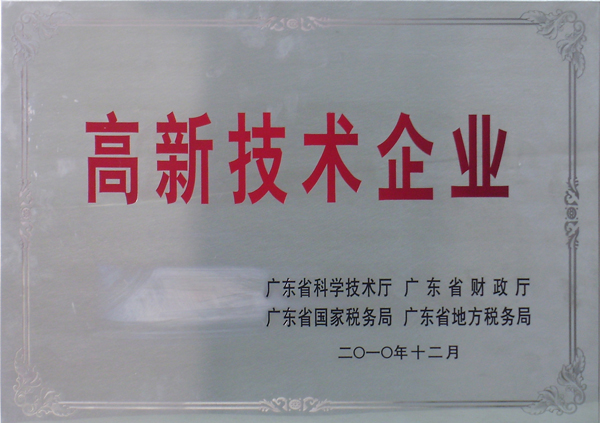 高新技术企业
广东省科学技术厅 广东省财政厅
广东省国家税务局 广东省地方税务局
二〇一〇年十二月